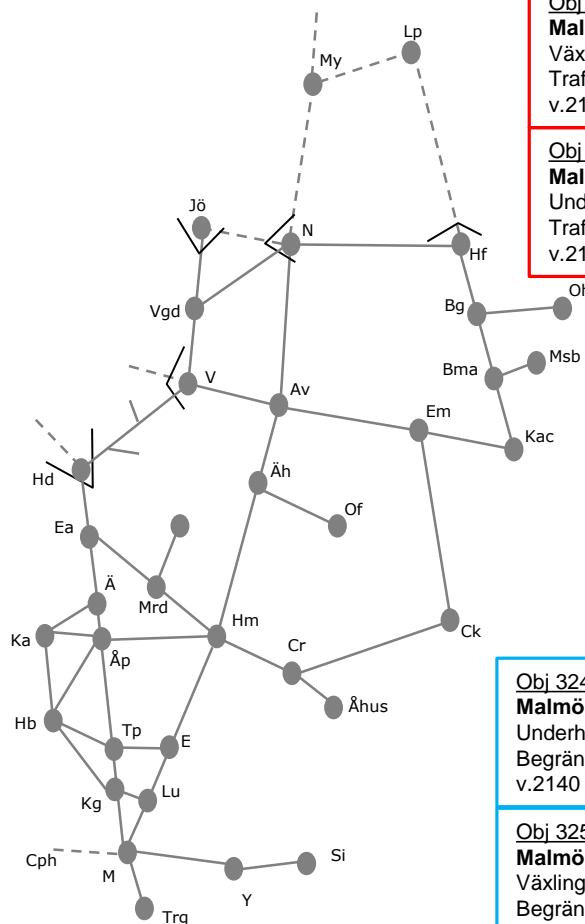 Obj
Mal
Väx
Traf
v.21
Obj
Mal
Und
Traf
v.21
Lp
My
Jö
N
Hf
Vgd
Bg
Bma
Msb
V
Av
Em
Kac
Hd
Äh
Of
Ea
Ä
Mrd
Hm
Ck
Ka
Åp
Cr
Åhus
Hb
Tp
E
Kg
Lu
Cph
M
Si
Y
Trg
Obj 324
Malmö
Underh
Begrän
v.2140
Obj 325
Malmö
Växling
Begrän